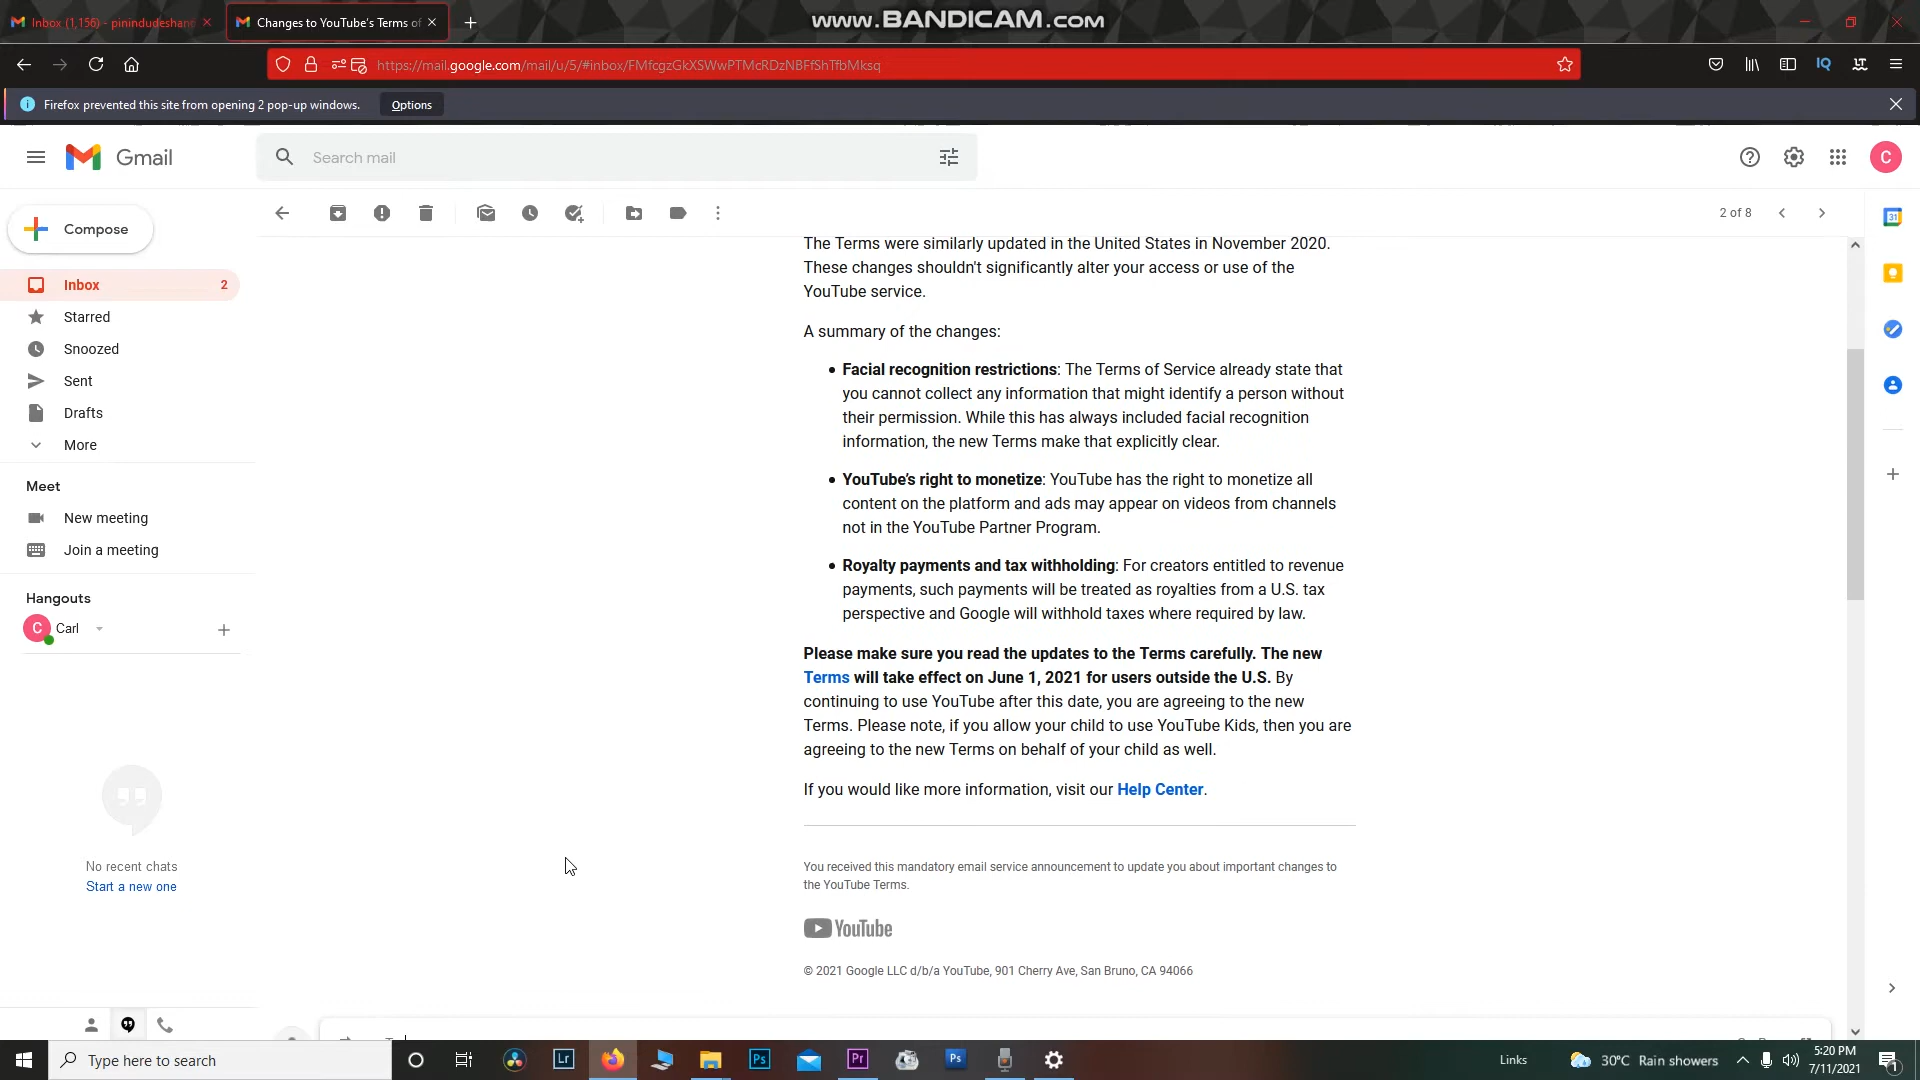 Inbox (1,156) - pinindudeshan
Changes to YouTube's Terms of
www.BANDICAM.com
https://mail.google.com/mail/u/5/#inbox/FMfcgzGkXSWwPTMcRDzNBFfShTfbMksq
IQ
Firefox prevented this site from opening 2 pop-up windows.
Options
Gmail
Search mail
C
Compose
2 of 8
31
Inbox 2
Starred
Snoozed
Sent
Drafts
More
Meet
New meeting
Join a meeting
Hangouts
C Carl
No recent chats
Start a new one
The Terms were similarly updated in the United States in November 2020.
These changes shouldn't significantly alter your access or use of the
YouTube service.
A summary of the changes:
• Facial recognition restrictions: The Terms of Service already state that
you cannot collect any information that might identify a person without
their permission. While this has always included facial recognition
information, the new Terms make that explicitly clear.
• YouTube's right to monetize: YouTube has the right to monetize all
content on the platform and ads may appear on videos from channels
not in the YouTube Partner Program.
• Royalty payments and tax withholding: For creators entitled to revenue
payments, such payments will be treated as royalties from a U.S. tax
perspective and Google will withhold taxes where required by law.
Please make sure you read the updates to the Terms carefully. The new
Terms will take effect on June 1, 2021 for users outside the U.S. By
continuing to use YouTube after this date, you are agreeing to the new
Terms. Please note, if you allow your child to use YouTube Kids, then you are
agreeing to the new Terms on behalf of your child as well.
If you would like more information, visit our Help Center.
You received this mandatory email service announcement to update you about important changes to
the YouTube Terms.
YouTube
© 2021 Google LLC d/b/a YouTube, 901 Cherry Ave, San Bruno, CA 94066
Type here to search
Lr
Ps
Pr
Ps
Links
30°C Rain showers
5:20 PM
7/11/2021
1